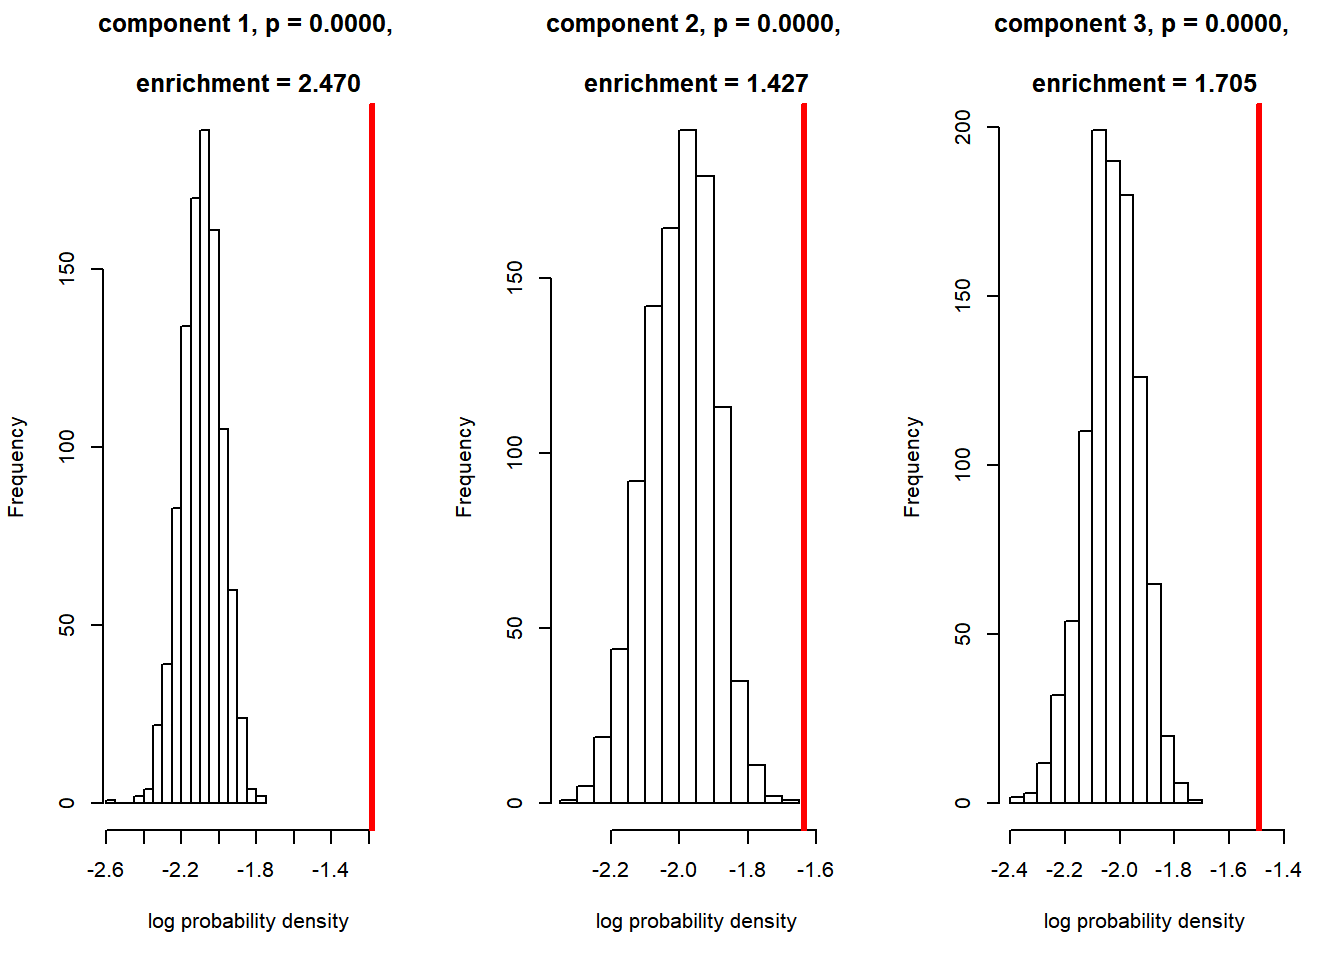 component 1, p = 0.0000,
enrichment = 2.470
Frequency
0
50
100
150
-2.6
-2.2
-1.8
-1.4
log probability density
component 2, p = 0.0000,
enrichment = 1.427
Frequency
0
50
100
150
-2.2
-2.0
-1.8
-1.6
log probability density
component 3, p = 0.0000,
enrichment = 1.705
Frequency
0
50
100
150
200
-2.4
-2.2
-2.0
-1.8
-1.6
-1.4
log probability density